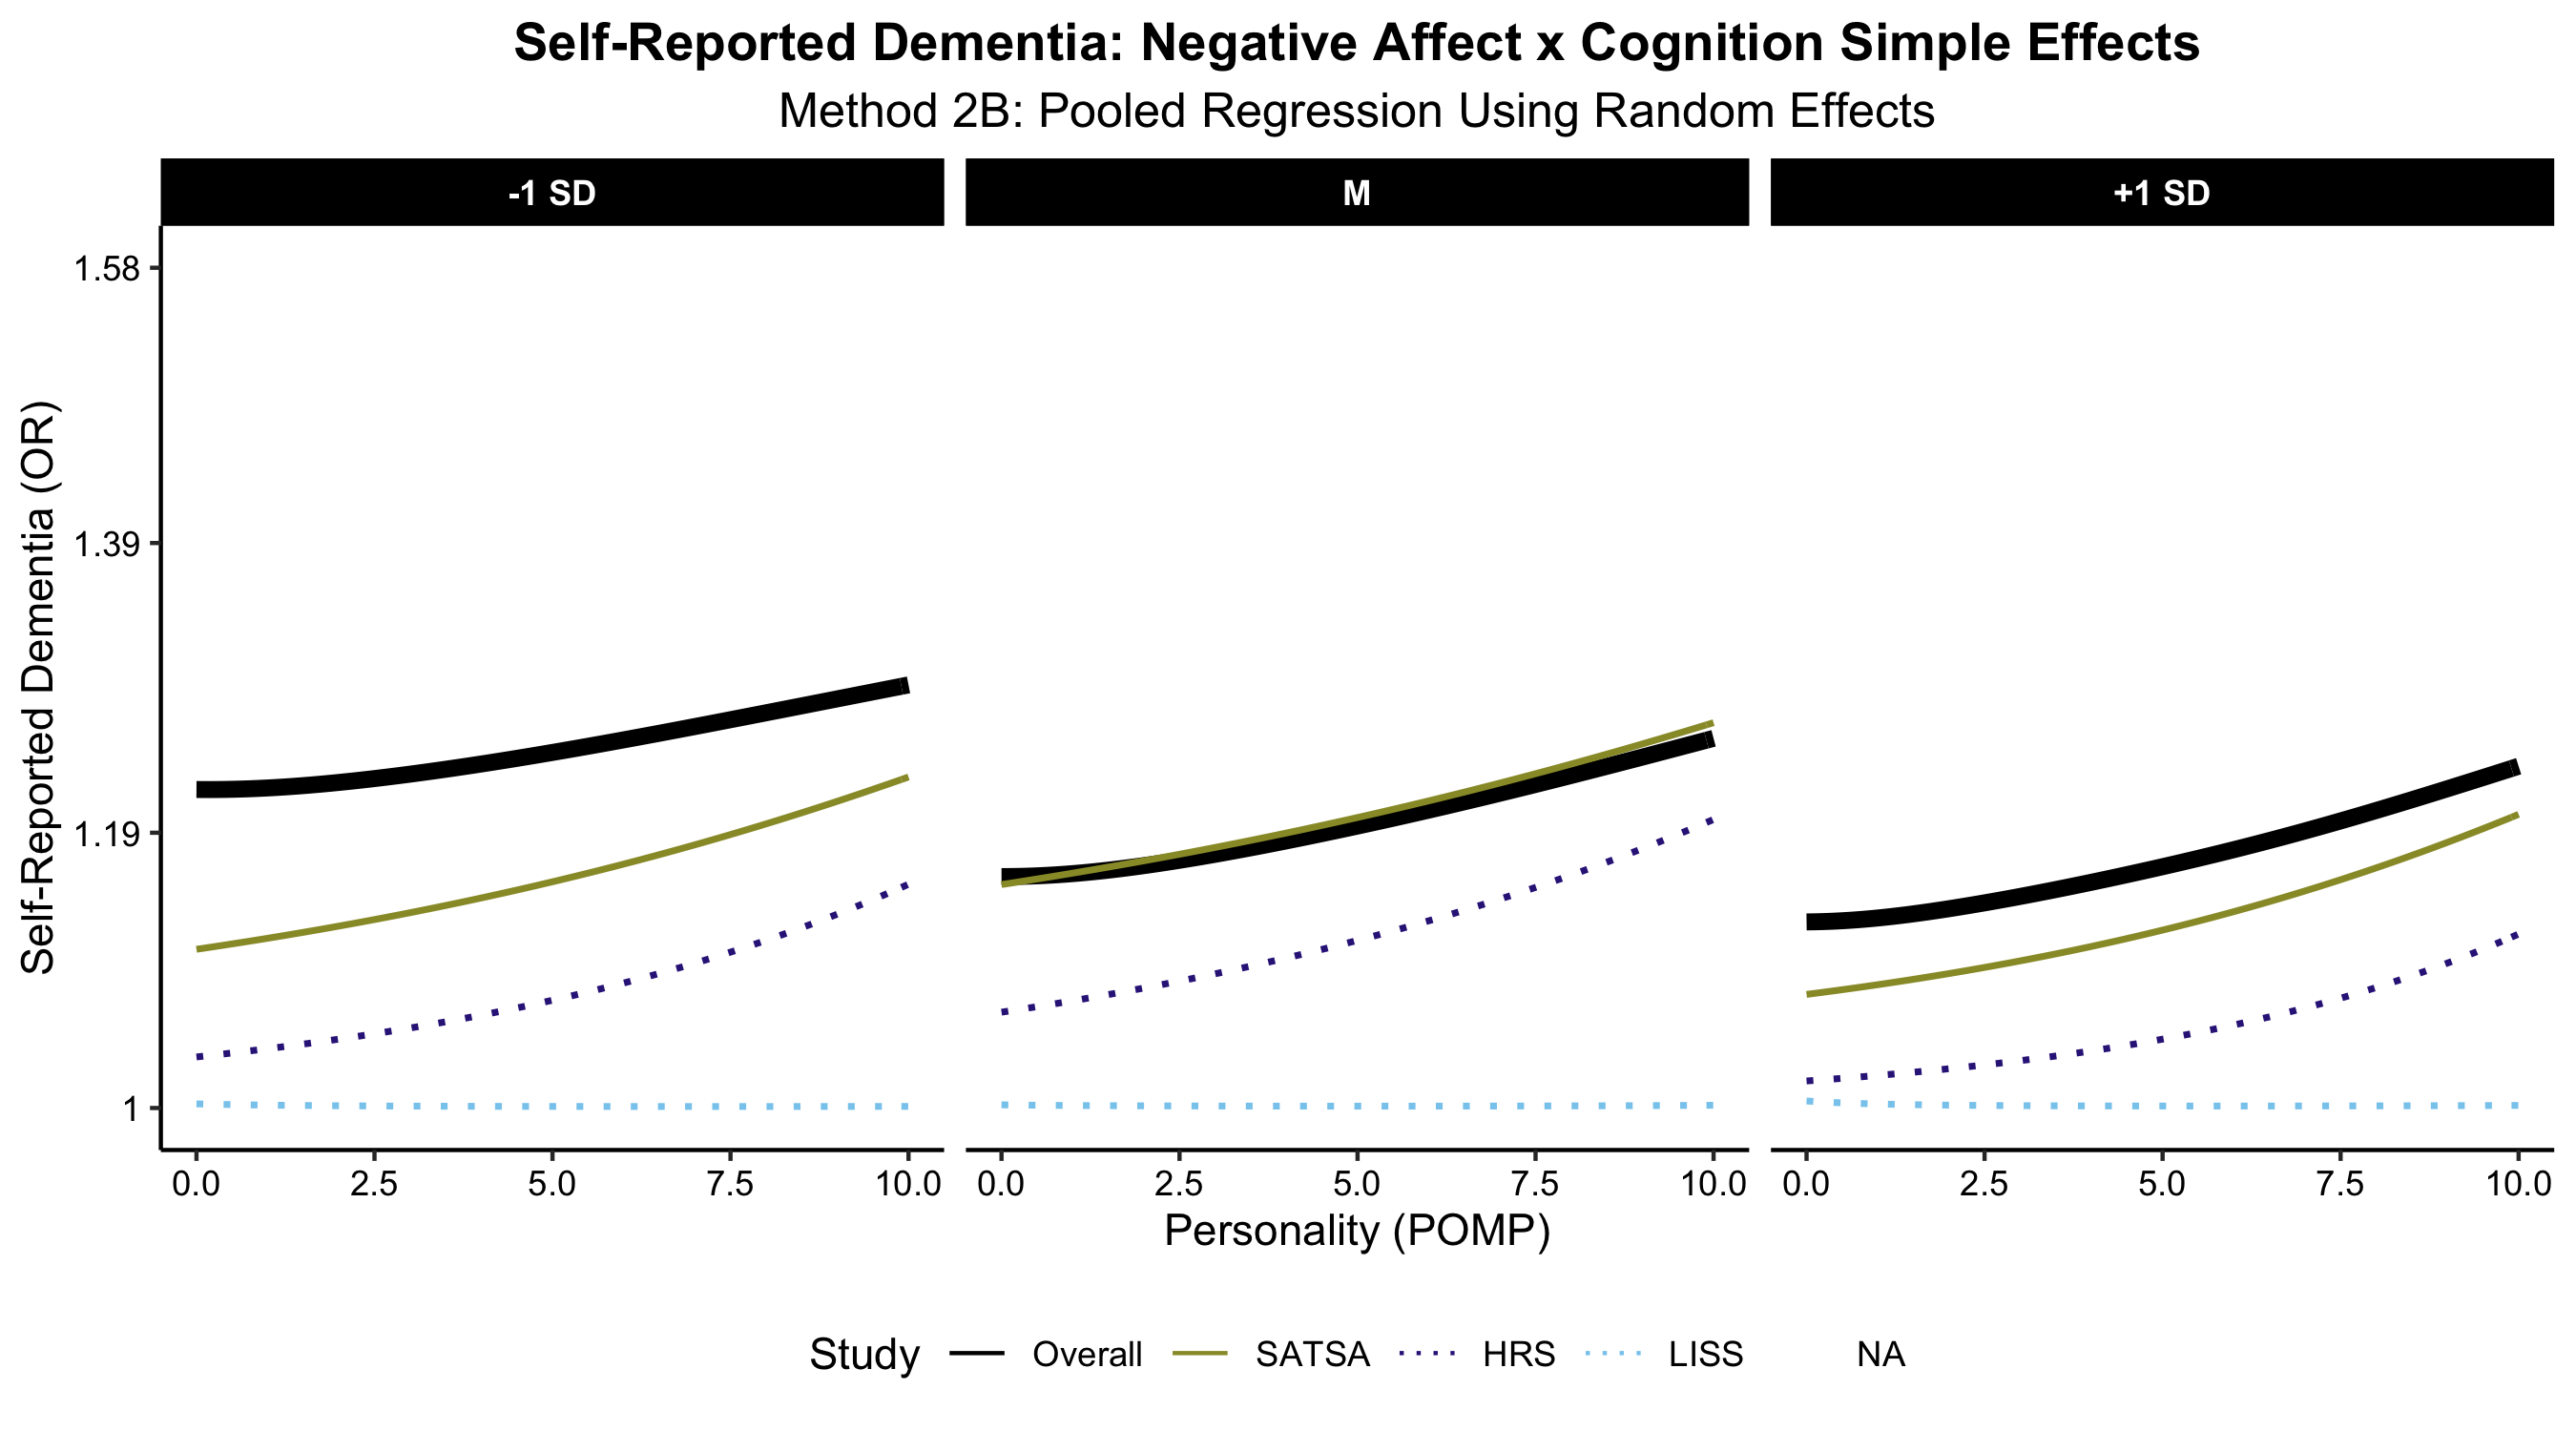 Self-Reported Dementia: Negative Affect x Cognition Simple Effects
Method 2B: Pooled Regression Using Random Effects
-1 SD
M
+1 SD
Self-Reported Dementia (OR)
1.58
1.39
1.19
1
0.0 2.5 5.0 7.5 10.0
0.0 2.5 5.0 7.5 10.0
0.0 2.5 5.0 7.5 10.0
Personality (POMP)
Study Overall SATSA HRS LISS NA